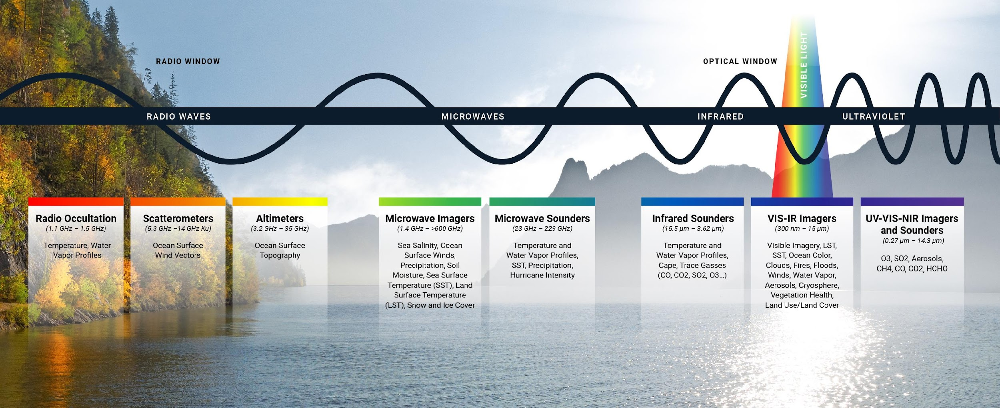 RADIO WINDOW
OPTICAL WINDOW
VISIBLE LIGHT
RADIO WAVES
MICROWAVES
INFRARED
ULTRAVIOLET
Radio Occultation
(1.1 GHz – 1.5 GHz)
Temperature, Water
Vapor Profiles
Scatterometers
(5.3 GHz –14 GHz Ku)
Ocean Surface
Wind Vectors
Altimeters
(3.2 GHz – 35 GHz)
Ocean Surface
Topography
Microwave Imagers
(1.4 GHz – >600 GHz)
Sea Salinity, Ocean
Surface Winds,
Precipitation, Soil
Moisture, Sea Surface
Temperature (SST), Land
Surface Temperature
(LST), Snow and Ice Cover
Microwave Sounders
(23 GHz – 229 GHz)
Temperature and
Water Vapor Profiles,
SST, Precipitation,
Hurricane Intensity
Infrared Sounders
(15.5 µm – 3.62 µm)
Temperature and
Water Vapor Profiles,
Cape, Trace Gasses
(CO, CO2, SO2, O3...)
VIS-IR Imagers
(300 nm – 15 µm)
Visible Imagery, LST,
SST, Ocean Color,
Clouds, Fires, Floods,
Winds, Water Vapor,
Aerosols, Cryosphere,
Vegetation Health,
Land Use/Land Cover
UV-VIS-NIR Imagers
and Sounders
(0.27 µm – 14.3 µm)
O3, SO2, Aerosols,
CH4, CO, CO2, HCHO